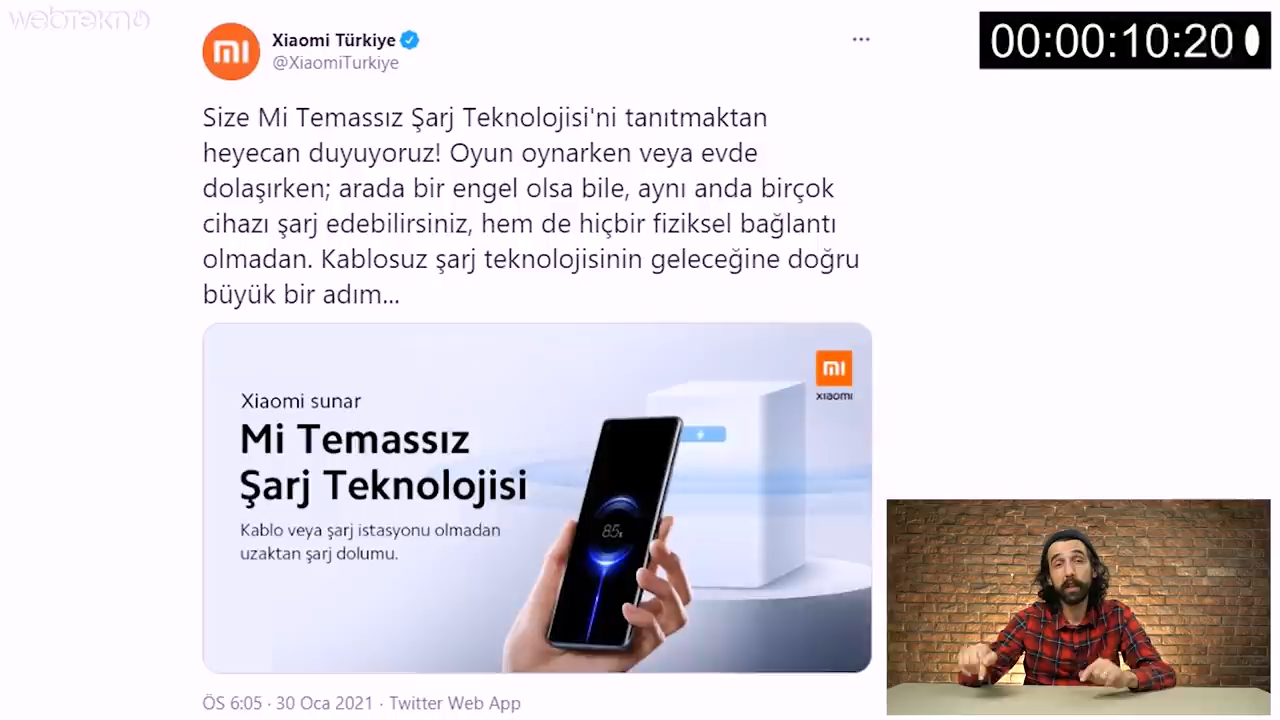 webtekno
00:00:10:20
Xiaomi Türkiye
@XiaomiTurkiye
Size Mi Temassız Şarj Teknolojisi'ni tanıtmaktan
heyecan duyuyoruz! Oyun oynarken veya evde
dolaşırken; arada bir engel olsa bile, aynı anda birçok
cihazı şarj edebilirsiniz, hem de hiçbir fiziksel bağlantı
olmadan. Kablosuz şarj teknolojisinin geleceğine doğru
büyük bir adım...
xiaomi
Xiaomi sunar
Mi Temassız
Şarj Teknolojisi
Kablo veya şarj istasyonu olmadan
uzaktan şarj dolumu.
85%
ÖS 6:05 · 30 Oca 2021 · Twitter Web App